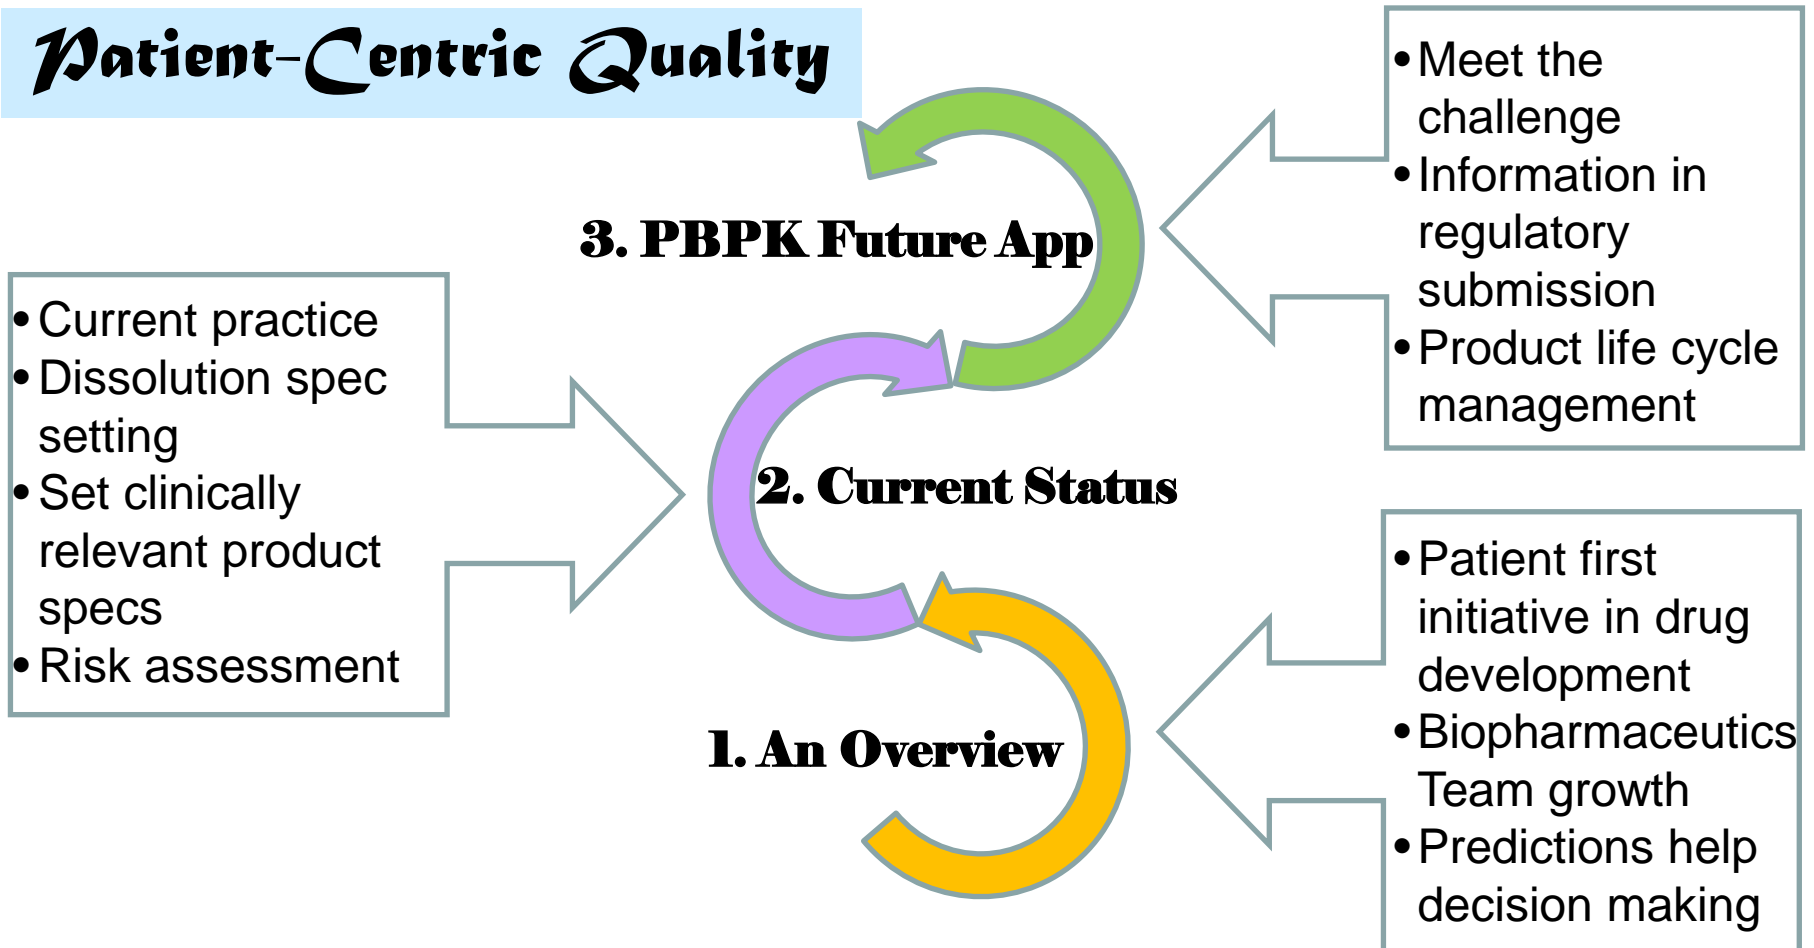 Patient-Centric Quality
• Meet the
challenge
• Information in
regulatory
submission
• Product life cycle
management
3. PBPK Future App
• Current practice
• Dissolution spec
setting
• Set clinically
relevant product
specs
• Risk assessment
2. Current Status
• Patient first
initiative in drug
development
• Biopharmaceutics
Team growth
• Predictions help
decision making
1. An Overview